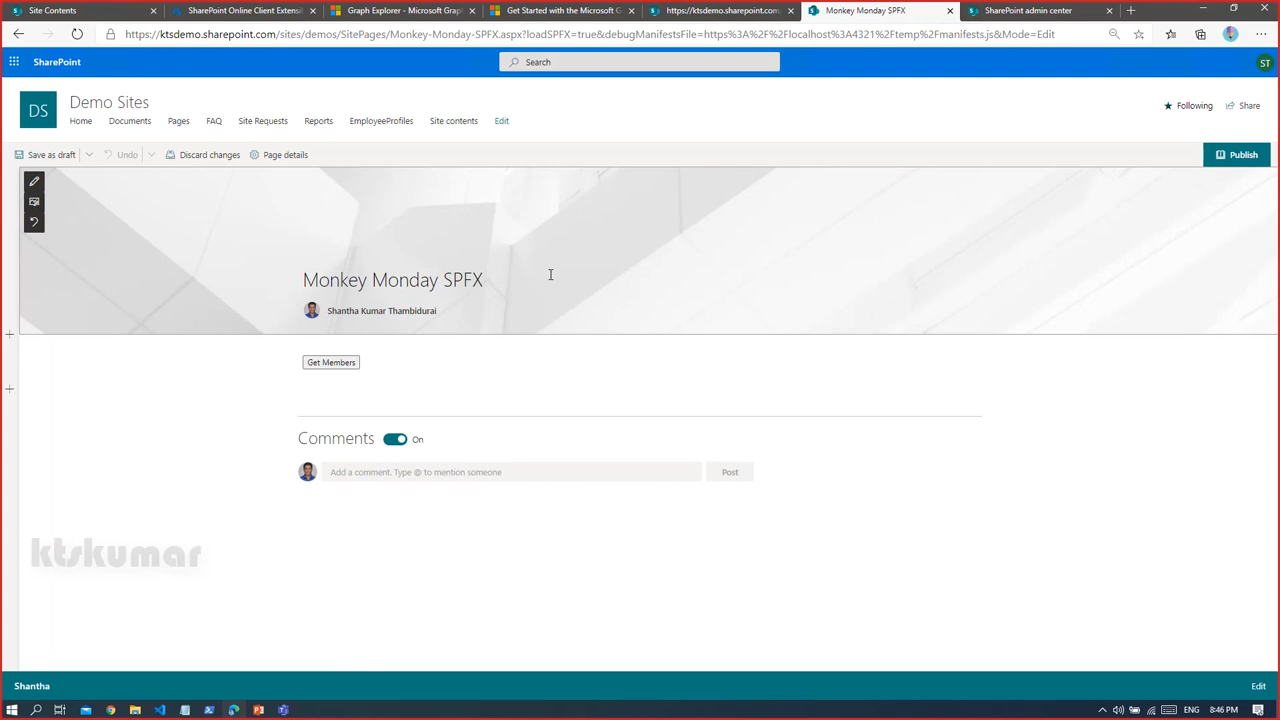 Site Contents
SharePoint Online Client Extensi
Graph Explorer - Microsoft Grap
Get Started with the Microsoft G
https://ktsdemo.sharepoint.com,
Monkey Monday SPFX
SharePoint admin center
https://ktsdemo.sharepoint.com/sites/demos/SitePages/Monkey-Monday-SPFX.aspx?loadSPFX=true&debugManifestsFile=https%3A%2F%2Flocalhost%3A4321%2Ftemp%2Fmanifests.js&Mode=Edit
SharePoint
Search
ST
DS
Demo Sites
Home Documents Pages FAQ Site Requests Reports EmployeeProfiles Site contents Edit
Following Share
Save as draft Undo Discard changes Page details
Publish
Monkey Monday SPFX
Shantha Kumar Thambidurai
Get Members
Comments On
Add a comment. Type @ to mention someone
Post
ktskumar
Shantha
Edit
ENG 8:46 PM